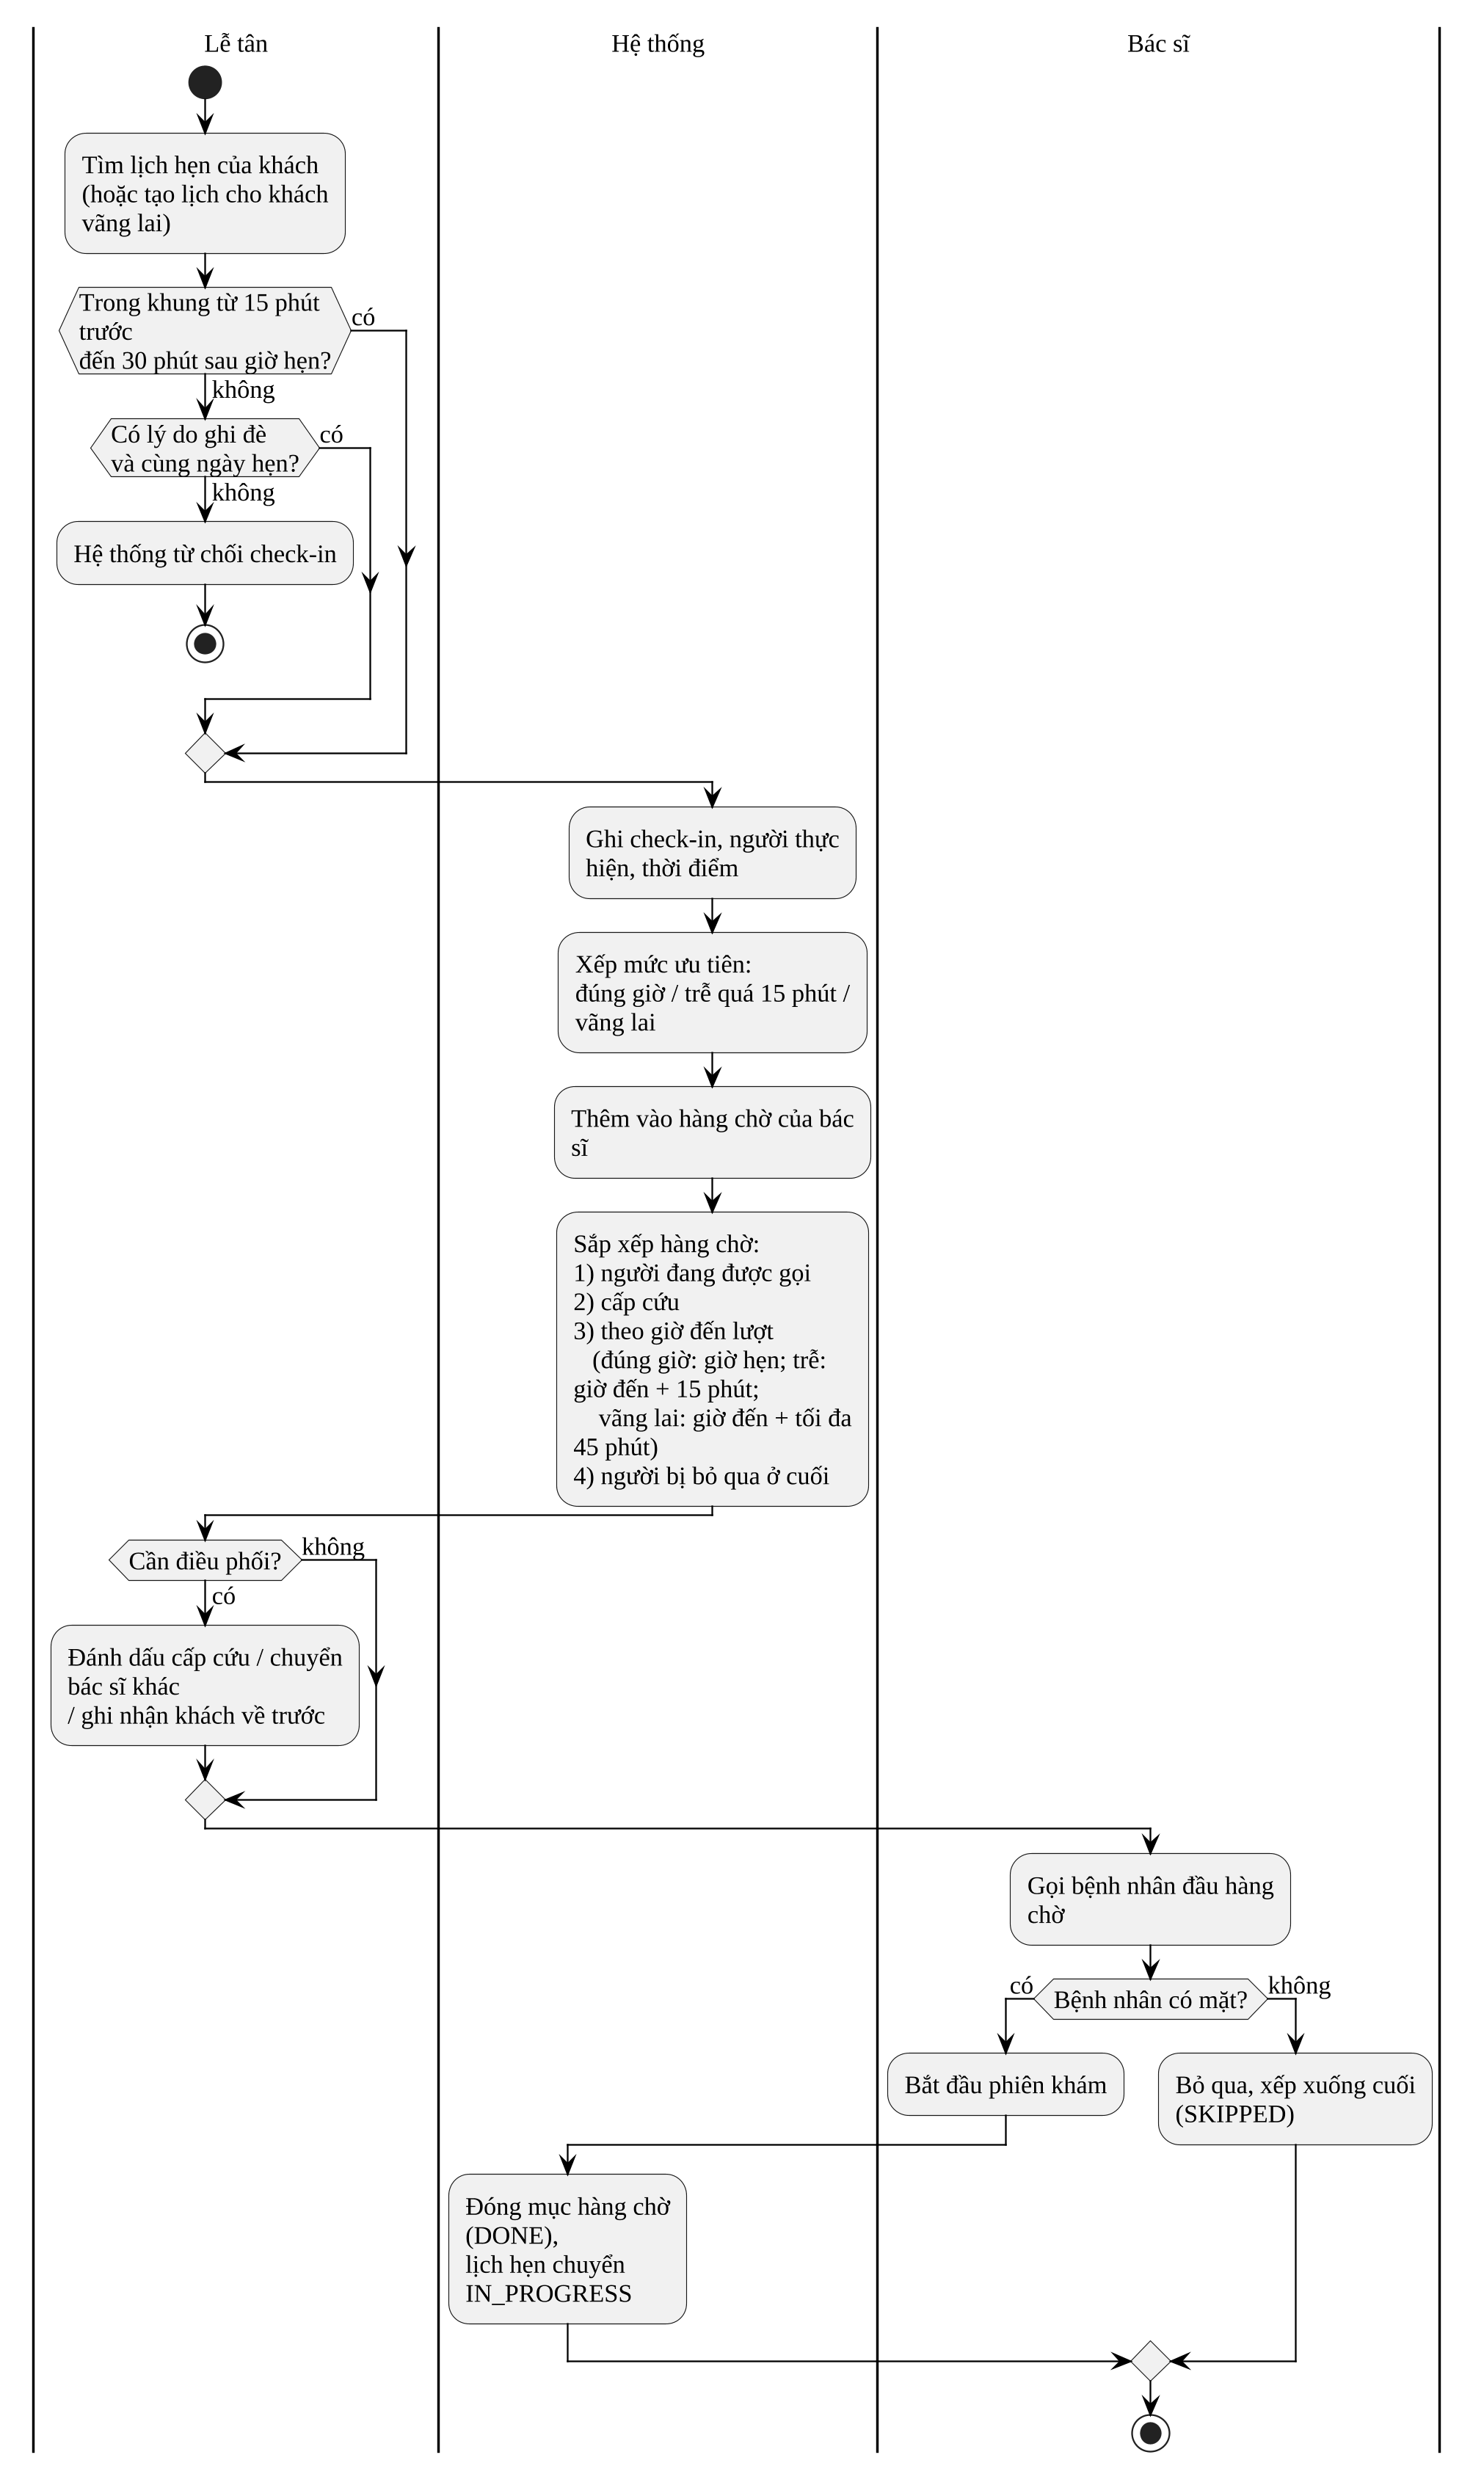 Lễ tân
Hệ thống
Bác sĩ
Tìm lịch hẹn của khách
(hoặc tạo lịch cho khách
vãng lai)
Trong khung từ 15 phút
trước
đến 30 phút sau giờ hẹn?
có
không
Có lý do ghi đè
và cùng ngày hẹn?
có
không
Hệ thống từ chối check-in
Ghi check-in, người thực
hiện, thời điểm
Xếp mức ưu tiên:
đúng giờ / trễ quá 15 phút /
vãng lai
Thêm vào hàng chờ của bác
sĩ
Sắp xếp hàng chờ:
1) người đang được gọi
2) cấp cứu
3) theo giờ đến lượt
(đúng giờ: giờ hẹn; trễ:
giờ đến + 15 phút;
vãng lai: giờ đến + tối đa
45 phút)
4) người bị bỏ qua ở cuối
Cần điều phối?
không
có
Đánh dấu cấp cứu / chuyển
bác sĩ khác
/ ghi nhận khách về trước
Gọi bệnh nhân đầu hàng
chờ
có
Bệnh nhân có mặt?
không
Bắt đầu phiên khám
Bỏ qua, xếp xuống cuối
(SKIPPED)
Đóng mục hàng chờ
(DONE),
lịch hẹn chuyển
IN_PROGRESS